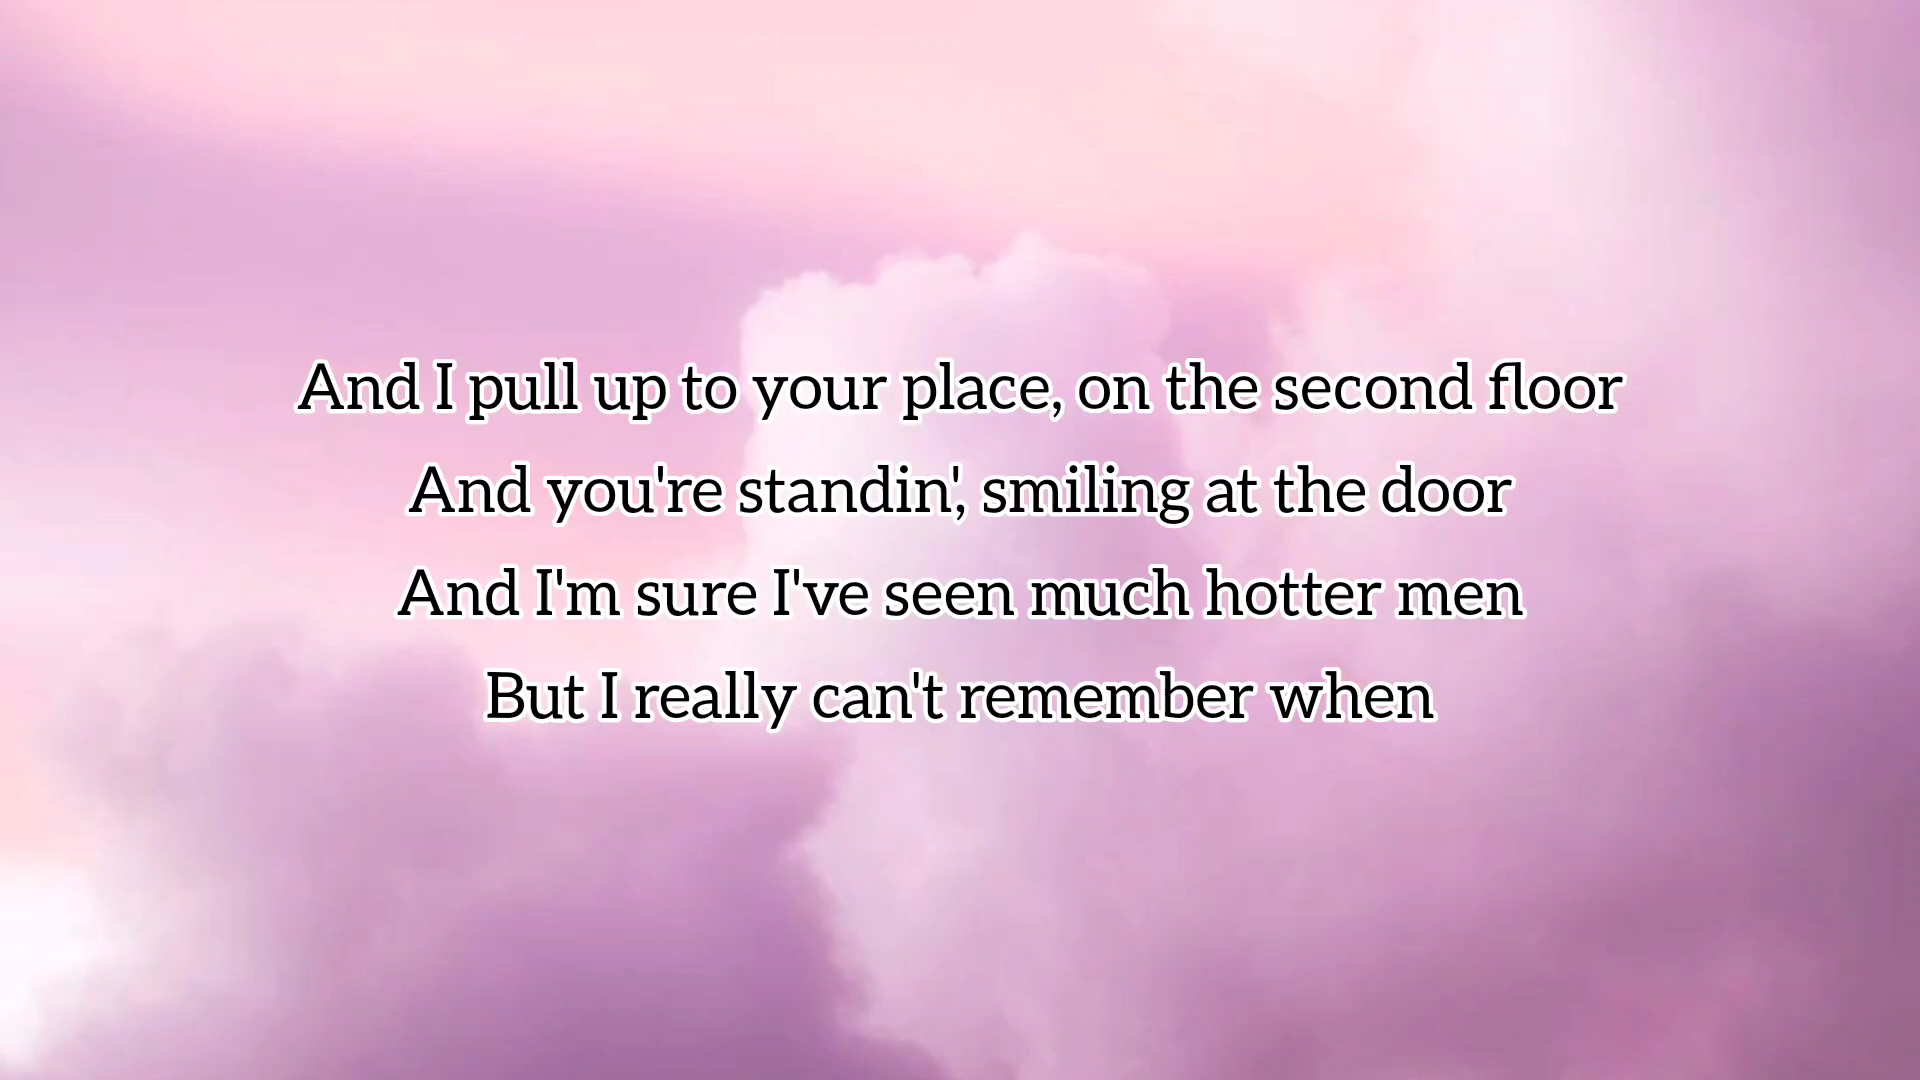 And I pull up to your place, on the second floor
And you're standin', smiling at the door
And I'm sure I've seen much hotter men
But I really can't remember when